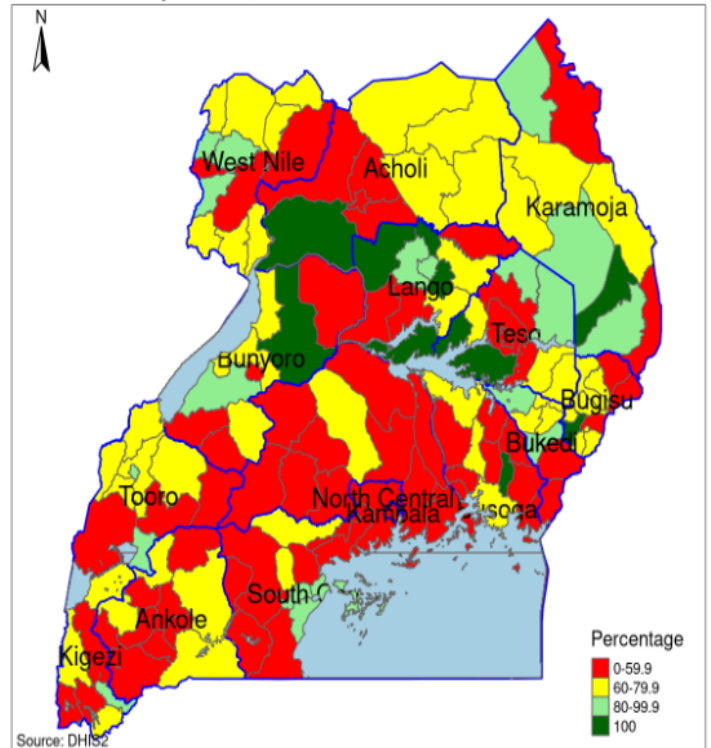 N
West Nile
Acholi
Karamoja
Lango
Teso
Bunyoro
Bugisu
Bukedi
Tooro
North Central
Kampala
South
Ankole
Kigezi
Percentage
0-59.9
60-79.9
80-99.9
100
Source: DHIS2